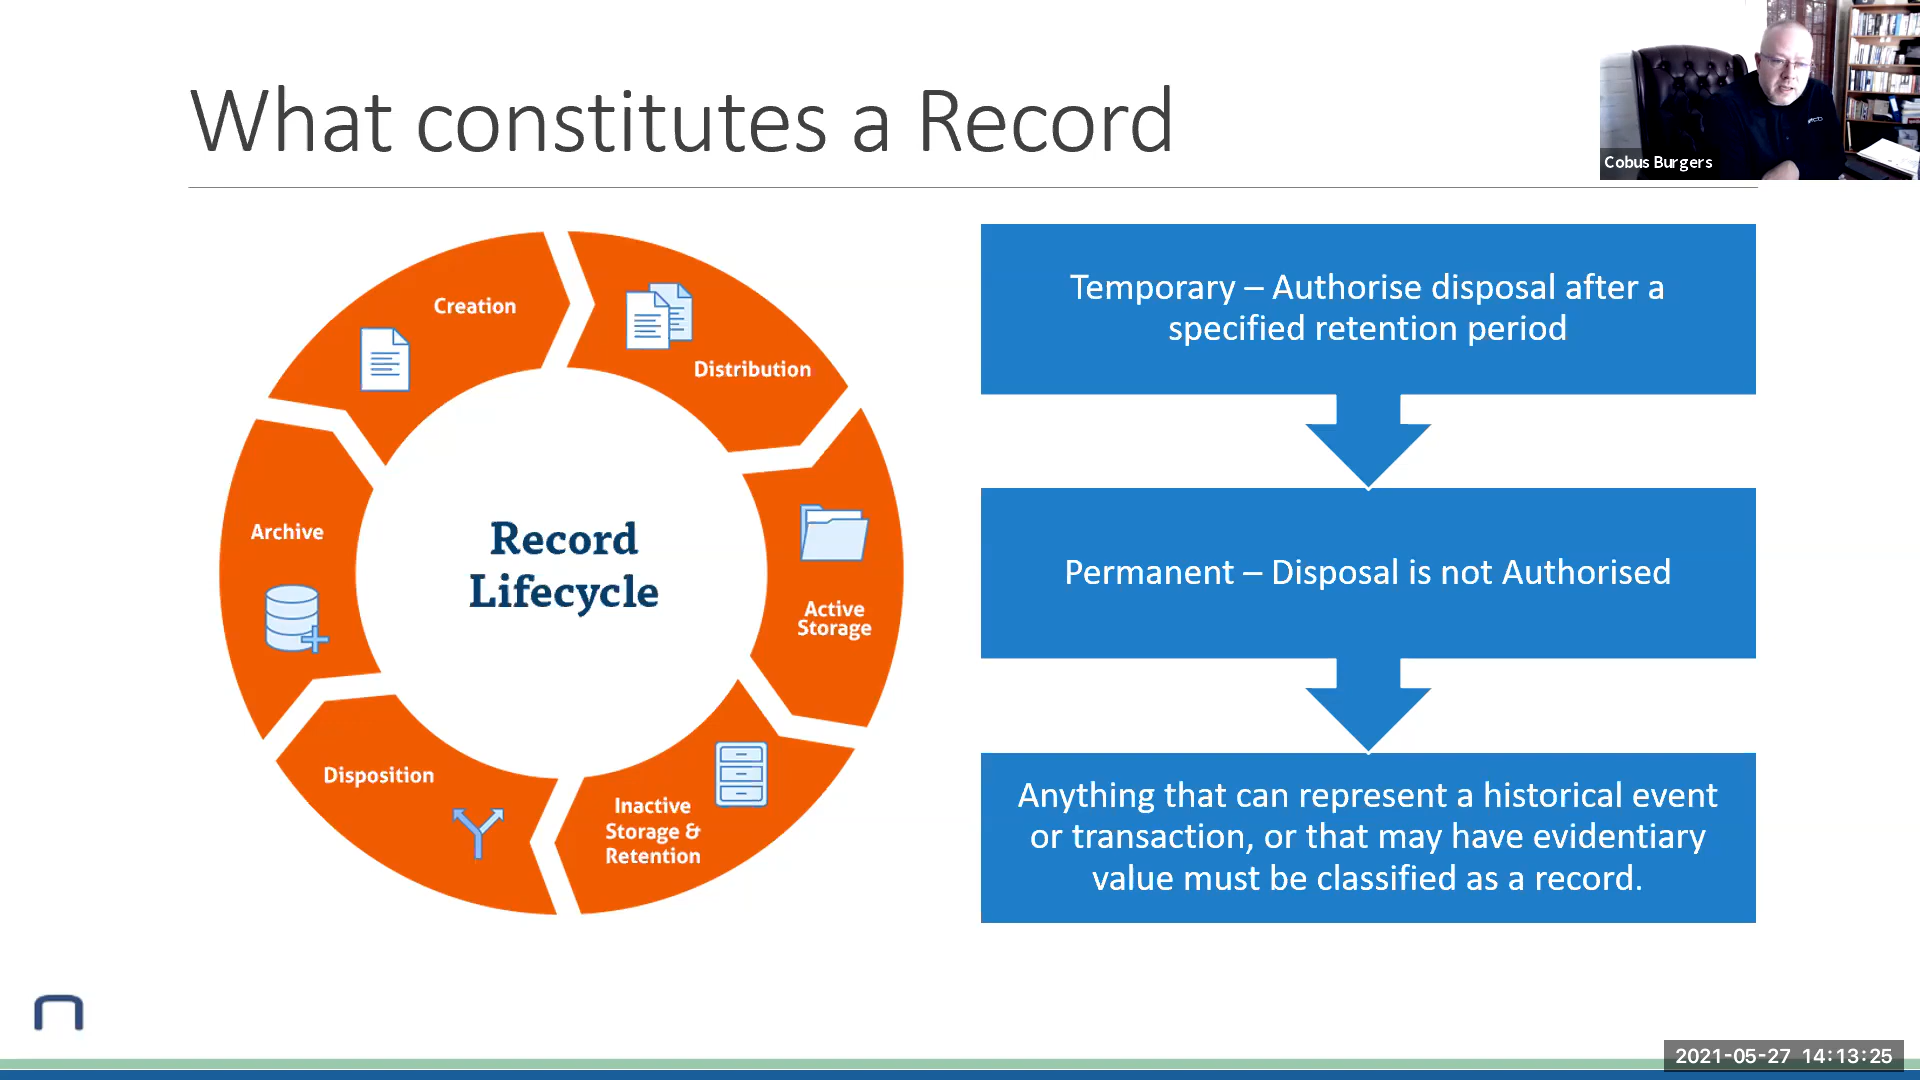 What constitutes a Record
Cobus Burgers
Creation
Distribution
Active
Storage
Inactive
Storage &
Retention
Disposition
Archive
Record
Lifecycle
Temporary – Authorise disposal after a
specified retention period
Permanent – Disposal is not Authorised
Anything that can represent a historical event
or transaction, or that may have evidentiary
value must be classified as a record.
2021-05-27 14:13:25